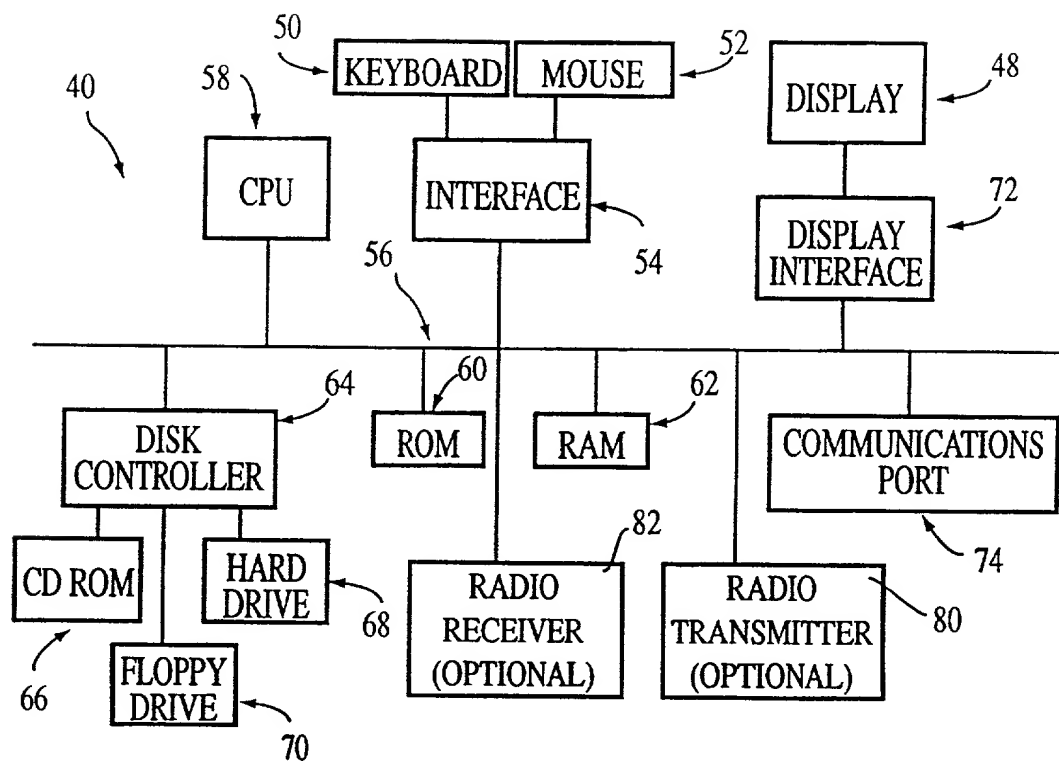 50
KEYBOARD
MOUSE
52
40
58
CPU
INTERFACE
54
DISPLAY
48
DISPLAY
INTERFACE
72
56
64
DISK
CONTROLLER
60
ROM
62
RAM
COMMUNICATIONS
PORT
74
CD ROM
66
HARD
DRIVE
68
FLOPPY
DRIVE
70
82
RADIO
RECEIVER
(OPTIONAL)
RADIO
TRANSMITTER
(OPTIONAL)
80